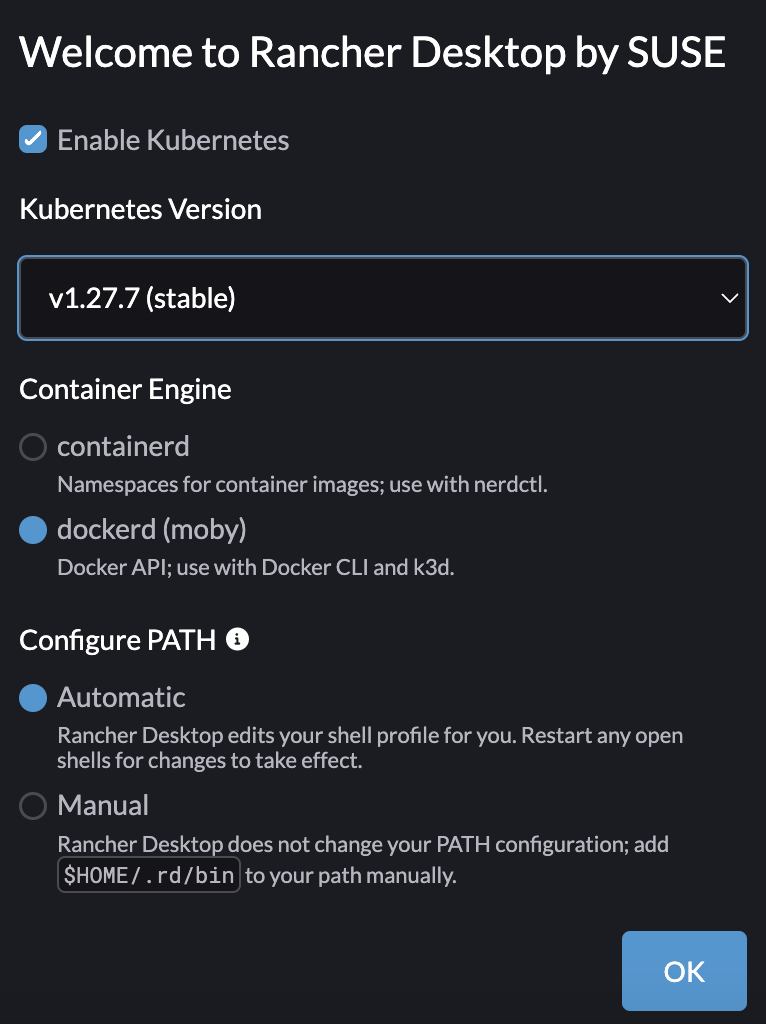 Welcome to Rancher Desktop by SUSE
Enable Kubernetes
Kubernetes Version
v1.27.7 (stable)
Container Engine
containerd
Namespaces for container images; use with nerdctl.
dockerd (moby)
Docker API; use with Docker CLI and k3d.
Configure PATH
Automatic
Rancher Desktop edits your shell profile for you. Restart any open
shells for changes to take effect.
Manual
Rancher Desktop does not change your PATH configuration; add
$HOME/.rd/bin to your path manually.
OK